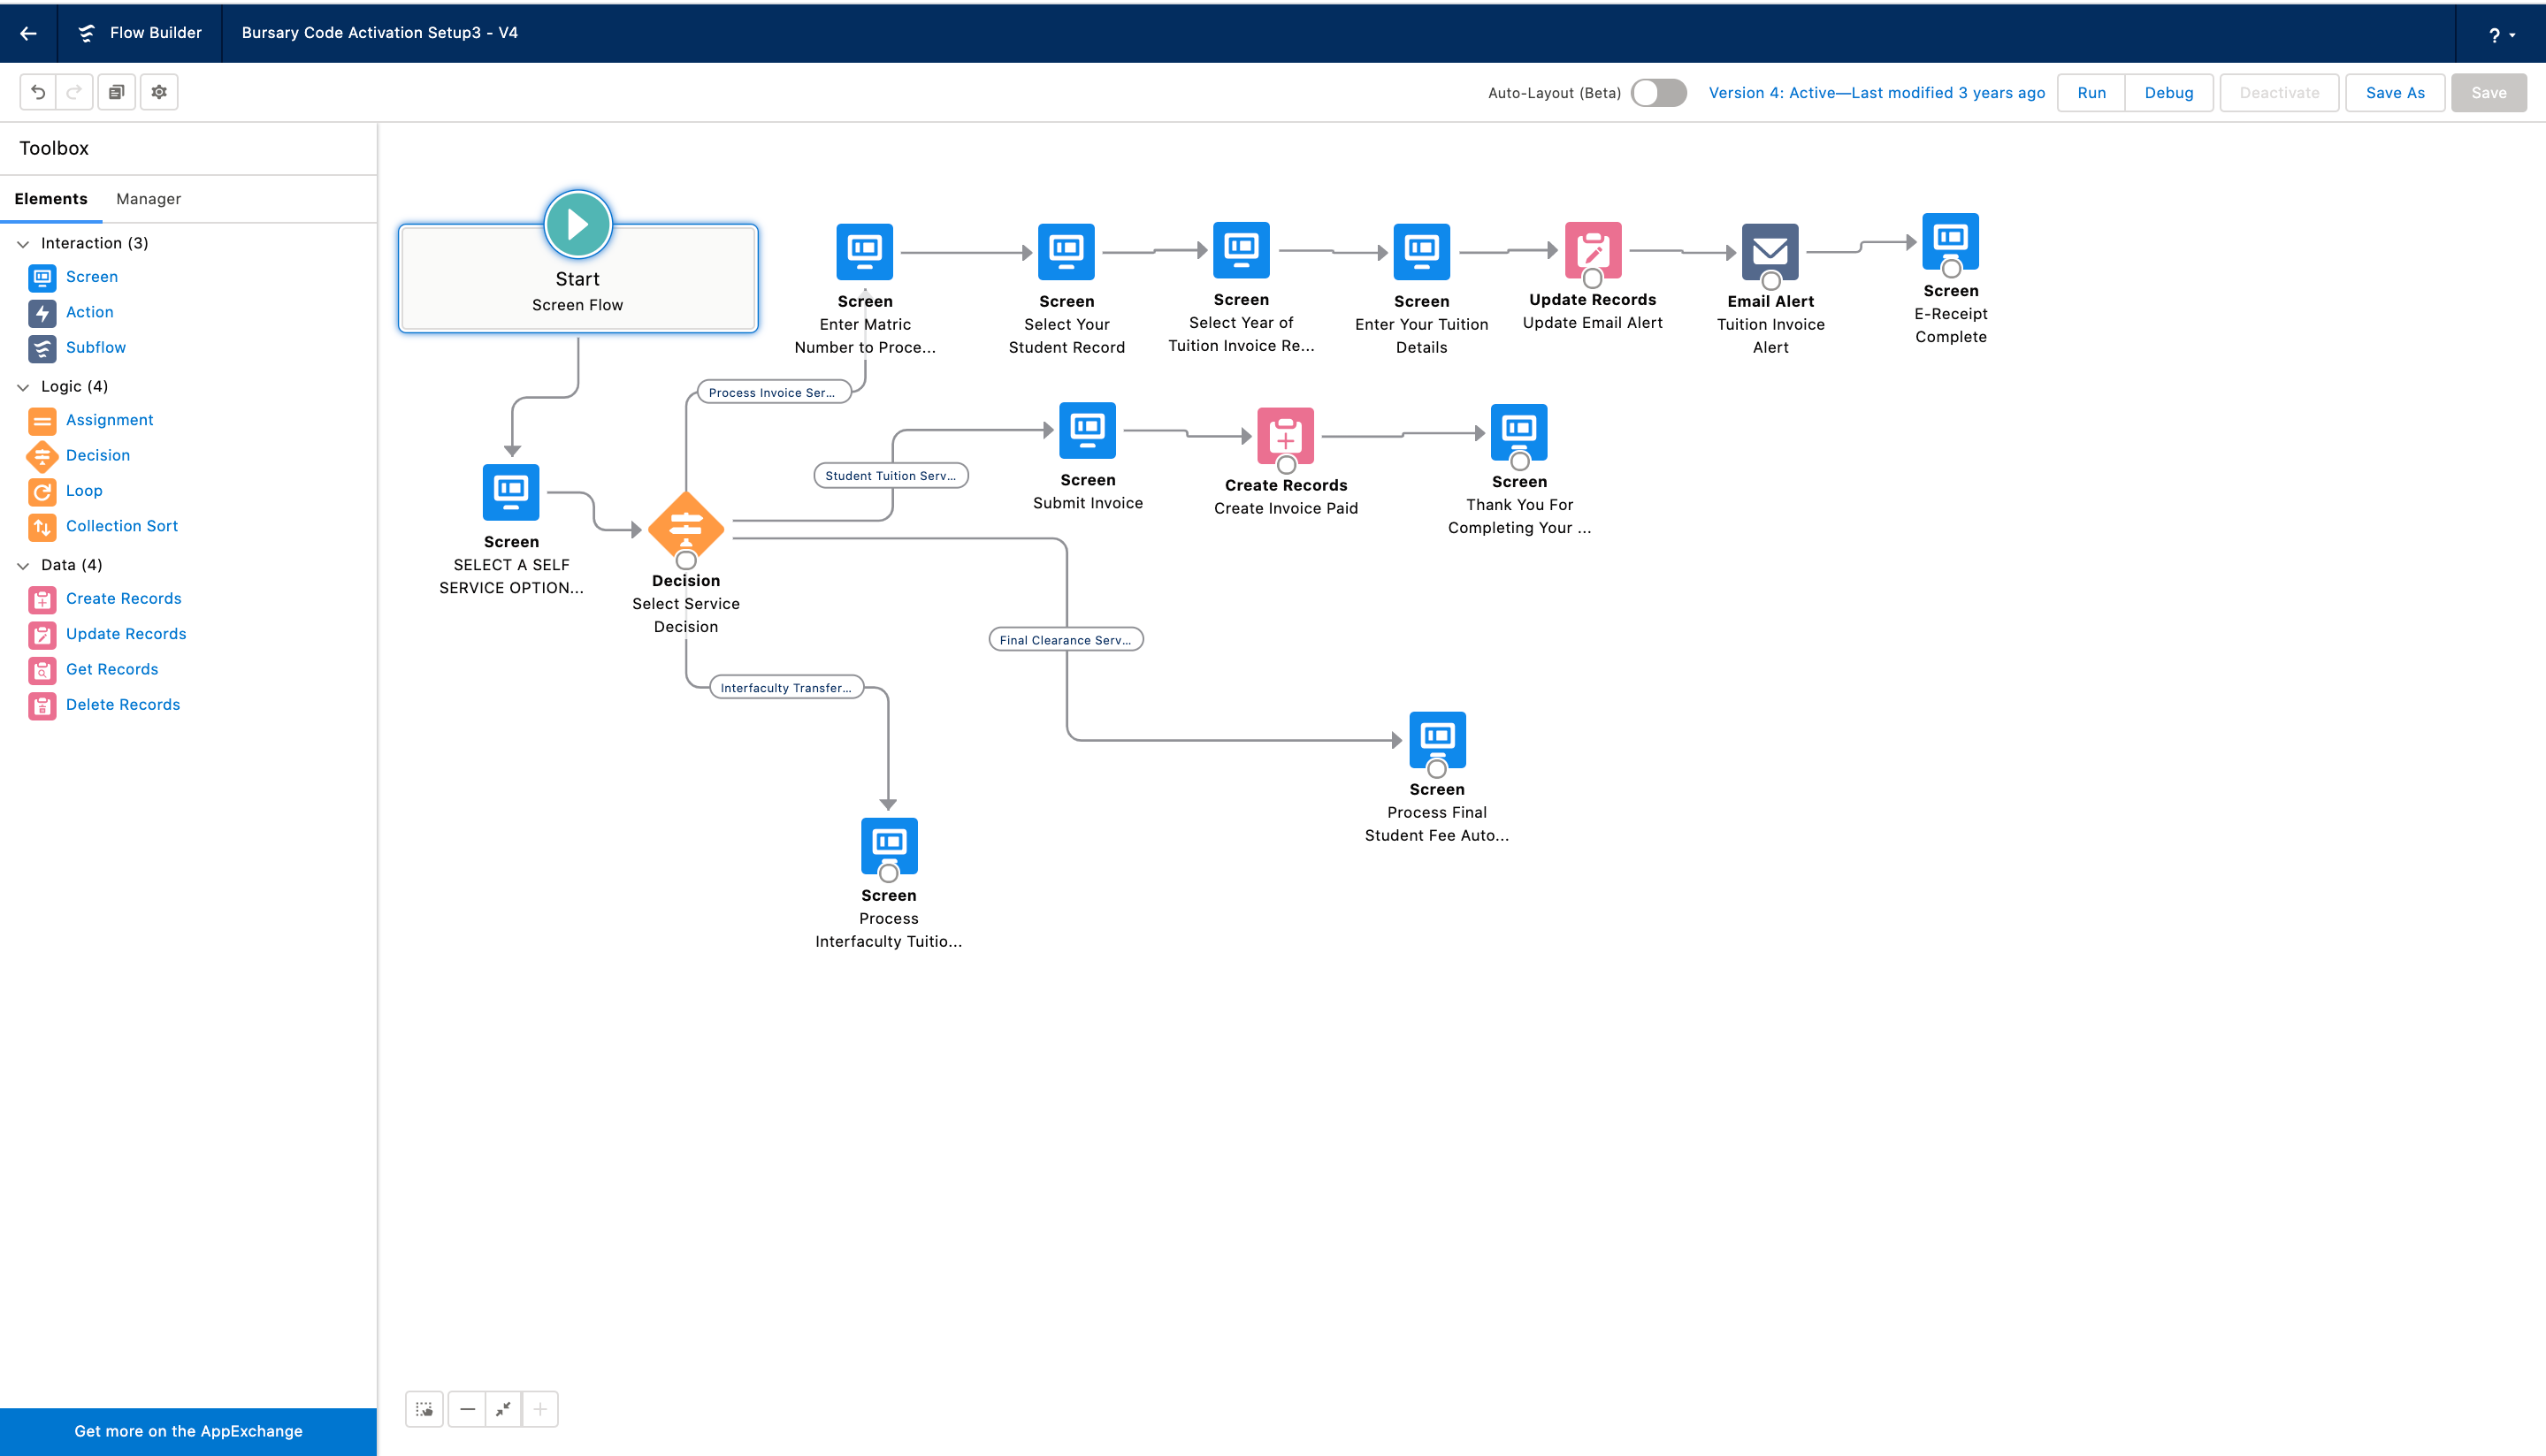 Flow Builder
Bursary Code Activation Setup3 - V4
?
Auto-Layout (Beta)
Version 4: Active—Last modified 3 years ago
Run
Debug
Deactivate
Save As
Save
Toolbox
Elements
Manager
Interaction (3)
Screen
Action
Subflow
Logic (4)
Assignment
Decision
Loop
Collection Sort
Data (4)
Create Records
Update Records
Get Records
Delete Records
Get more on the AppExchange
Start
Screen Flow
Screen
Enter Matric
Number to Proce...
Screen
Select Your
Student Record
Screen
Select Year of
Tuition Invoice Re...
Screen
Enter Your Tuition
Details
Update Records
Update Email Alert
Email Alert
Tuition Invoice
Alert
Screen
E-Receipt
Complete
Process Invoice Ser...
Student Tuition Serv...
Screen
Submit Invoice
Create Records
Create Invoice Paid
Screen
Thank You For
Completing Your ...
Screen
SELECT A SELF
SERVICE OPTION...
Decision
Select Service
Decision
Final Clearance Serv...
Interfaculty Transfer...
Screen
Process Final
Student Fee Auto...
Screen
Process
Interfaculty Tuitio...